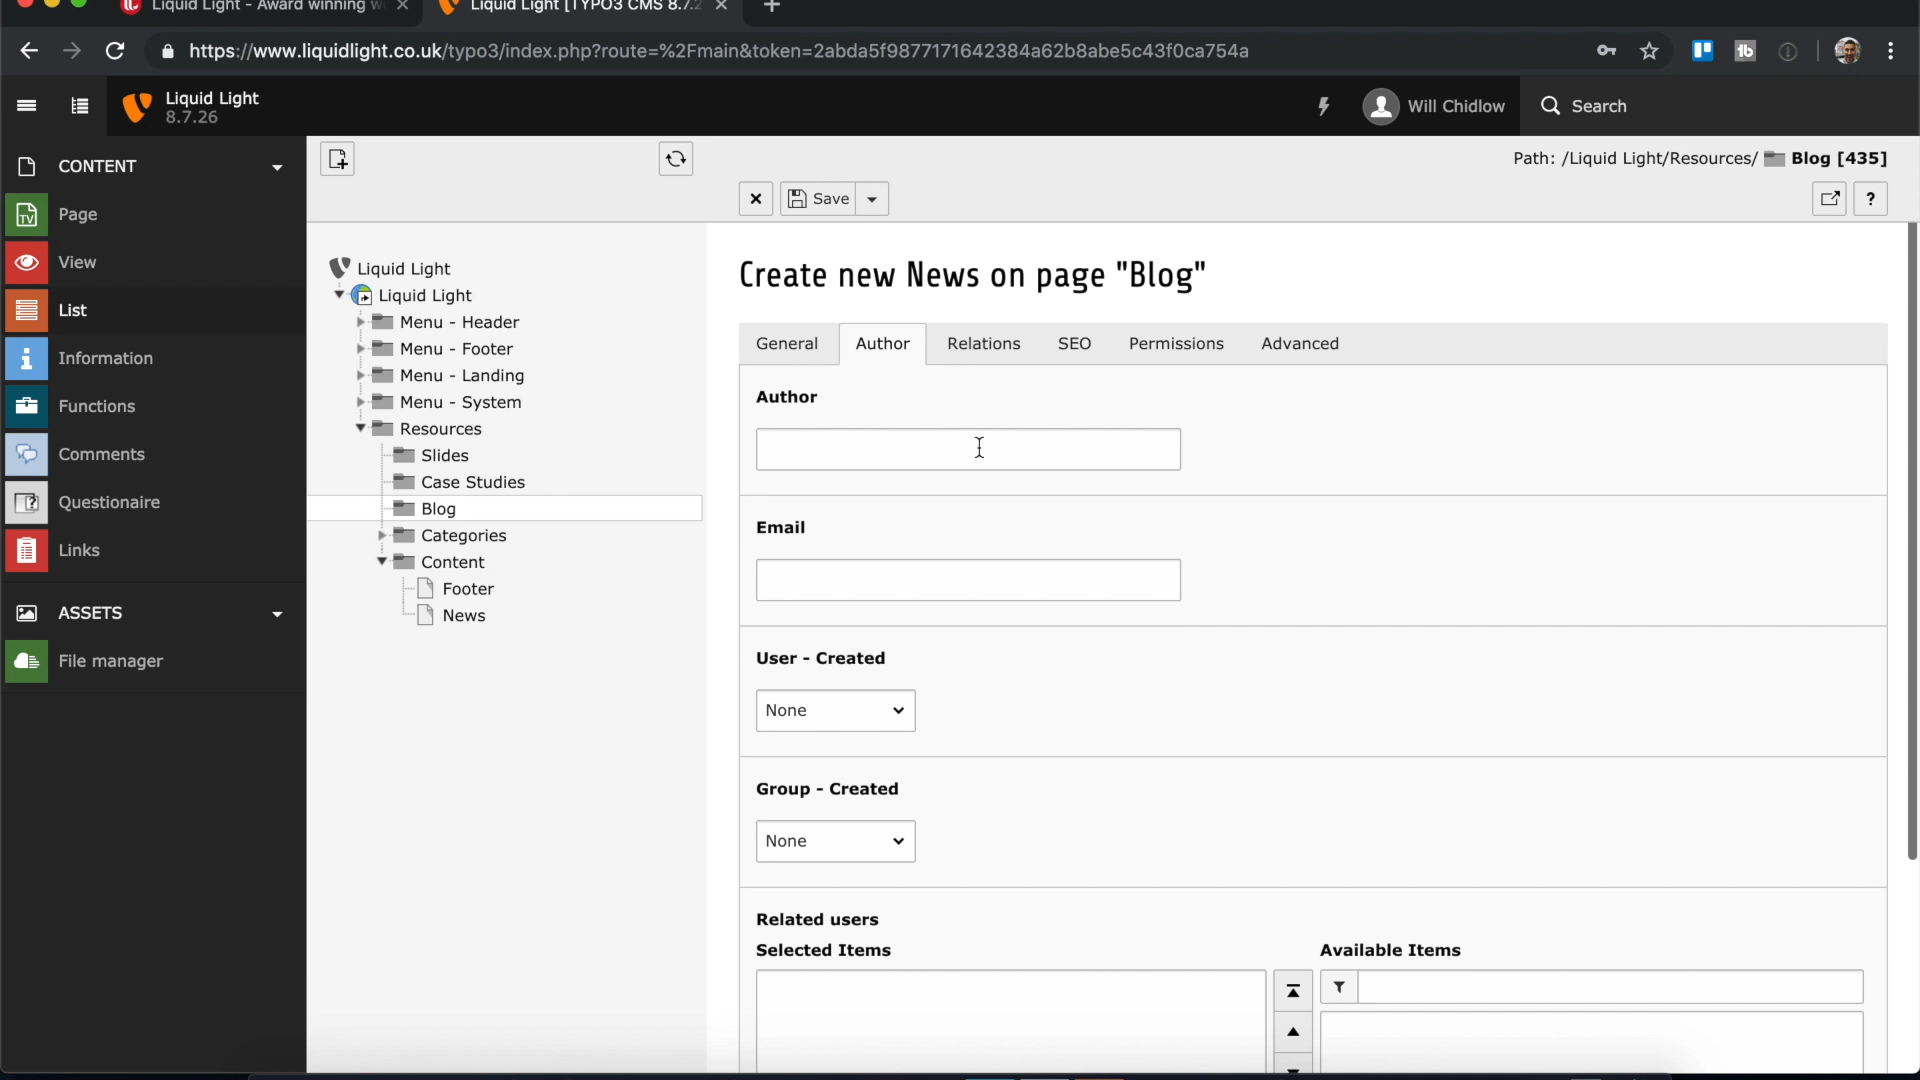 Liquid Light - Award winning w
Liquid Light [TYPO3 CMS 8.7.2
https://www.liquidlight.co.uk/typo3/index.php?route=%2Fmain&token=2abda5f9877171642384a62b8abe5c43f0ca754a
Liquid Light
8.7.26
Will Chidlow
Search
CONTENT
Page
View
List
Information
Functions
Comments
Questionaire
Links
ASSETS
File manager
Liquid Light
Liquid Light
Menu - Header
Menu - Footer
Menu - Landing
Menu - System
Resources
Slides
Case Studies
Blog
Categories
Content
Footer
News
Path: /Liquid Light/Resources/ Blog [435]
Save
?
Create new News on page "Blog"
General Author Relations SEO Permissions Advanced
Author
Email
User - Created
None
Group - Created
None
Related users
Selected Items
Available Items